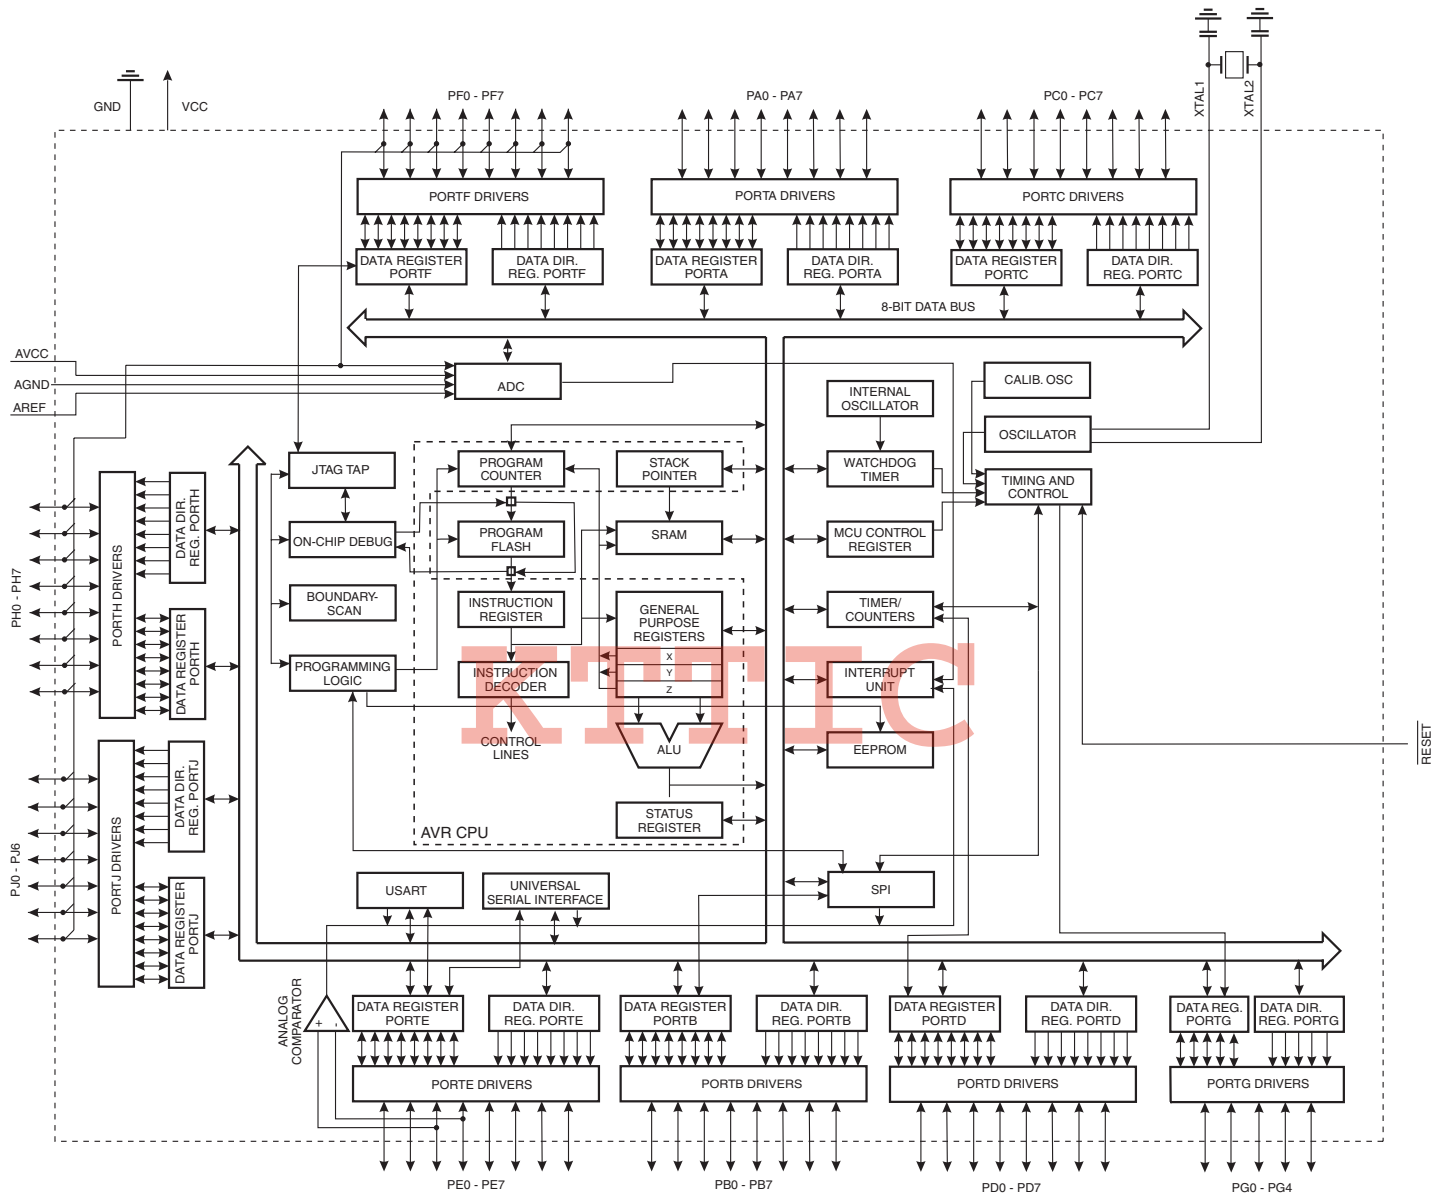 XTAL1
XTAL2
GND
VCC
PF0 - PF7
PA0 - PA7
PC0 - PC7
PORTF DRIVERS
PORTA DRIVERS
PORTC DRIVERS
DATA REGISTER
PORTF
DATA DIR.
REG. PORTF
DATA REGISTER
PORTA
DATA DIR.
REG. PORTA
DATA REGISTER
PORTC
DATA DIR.
REG. PORTC
8-BIT DATA BUS
AVCC
AGND
AREF
ADC
CALIB. OSC
INTERNAL
OSCILLATOR
OSCILLATOR
JTAG TAP
PROGRAM
COUNTER
STACK
POINTER
WATCHDOG
TIMER
TIMING AND
CONTROL
ON-CHIP DEBUG
PROGRAM
FLASH
SRAM
MCU CONTROL
REGISTER
BOUNDARY-
SCAN
INSTRUCTION
REGISTER
GENERAL
PURPOSE
REGISTERS
X
Y
Z
TIMER/
COUNTERS
PROGRAMMING
LOGIC
INSTRUCTION
DECODER
INTERRUPT
UNIT
KTTIC
CONTROL
LINES
ALU
EEPROM
RESET
STATUS
REGISTER
AVR CPU
PH0 - PH7
PORTH DRIVERS
DATA DIR.
REG. PORTH
DATA REGISTER
PORTH
PJ0 - PJ6
PORTJ DRIVERS
DATA DIR.
REG. PORTJ
DATA REGISTER
PORTJ
USART
UNIVERSAL
SERIAL INTERFACE
SPI
ANALOG
COMPARATOR
+
-
DATA REGISTER
PORTE
DATA DIR.
REG. PORTE
DATA REGISTER
PORTB
DATA DIR.
REG. PORTB
DATA REGISTER
PORTD
DATA DIR.
REG. PORTD
DATA REG.
PORTG
DATA DIR.
REG. PORTG
PORTE DRIVERS
PORTB DRIVERS
PORTD DRIVERS
PORTG DRIVERS
PE0 - PE7
PB0 - PB7
PD0 - PD7
PG0 - PG4